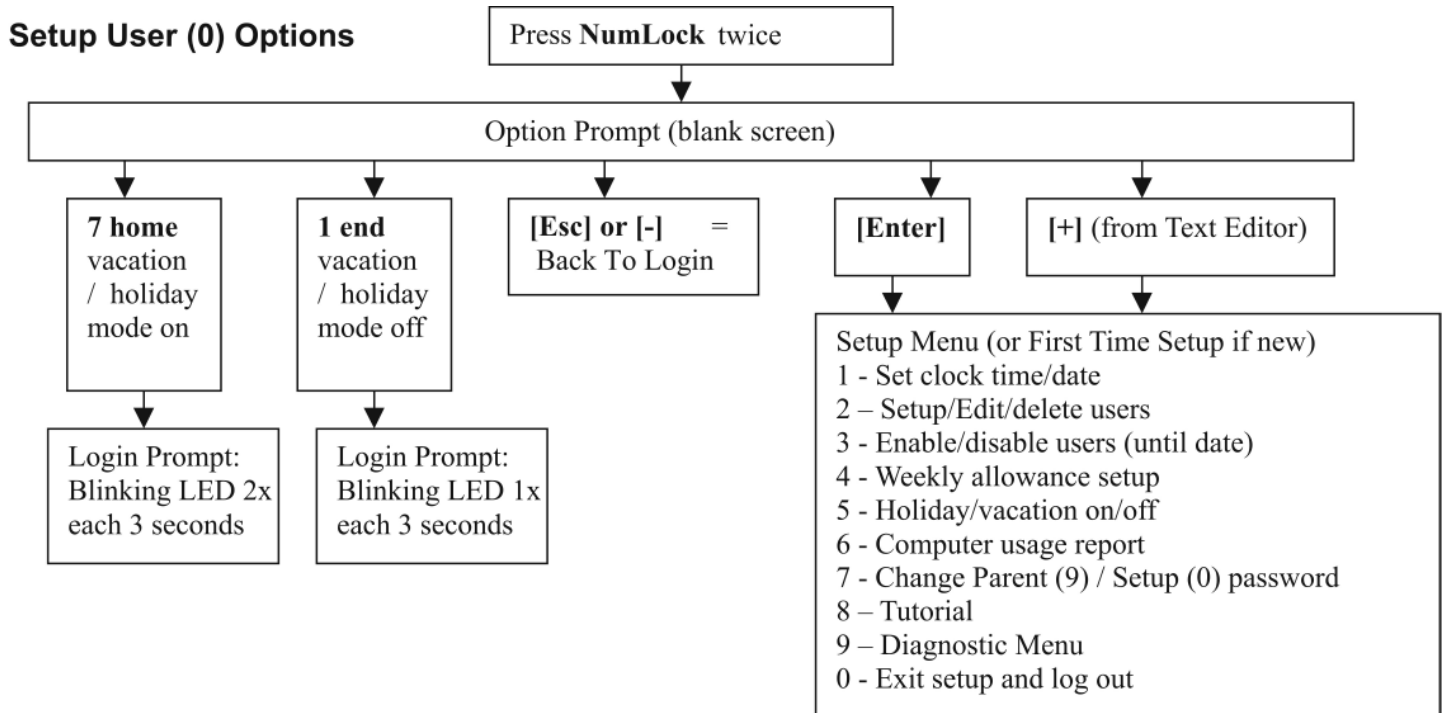 Setup User (0) Options
Press NumLock twice
Option Prompt (blank screen)
7 home
vacation
/ holiday
mode on
1 end
vacation
/ holiday
mode off
[Esc] or [-] =
Back To Login
[Enter]
[+] (from Text Editor)
Login Prompt:
Blinking LED 2x
each 3 seconds
Login Prompt:
Blinking LED 1x
each 3 seconds
Setup Menu (or First Time Setup if new)
1 - Set clock time/date
2 – Setup/Edit/delete users
3 - Enable/disable users (until date)
4 - Weekly allowance setup
5 - Holiday/vacation on/off
6 - Computer usage report
7 - Change Parent (9) / Setup (0) password
8 – Tutorial
9 – Diagnostic Menu
0 - Exit setup and log out